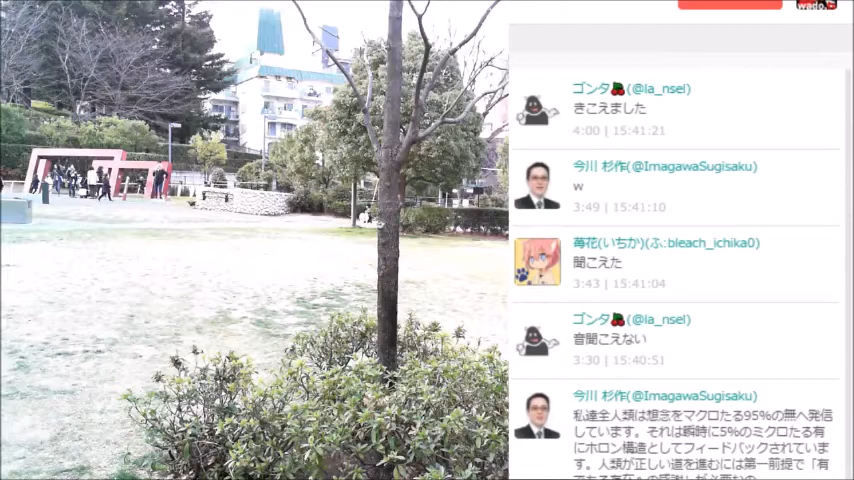 wado.
ゴンタ🍒(@la_nsel)
きこえました
4:00 | 15:41:21
今川 杉作(@ImagawaSugisaku)
w
3:49 | 15:41:10
苺花(いちか)(ふ:bleach_ichika0)
聞こえた
3:43 | 15:41:04
ゴンタ🍒(@la_nsel)
音聞こえない
3:30 | 15:40:51
今川 杉作(@ImagawaSugisaku)
私達全人類は想念をマクロたる95%の無へ発信
しています。それは瞬時に5%のミクロたる有
にホロン構造としてフィードバックされていま
す。人類が正しい道を進むには第一前提で「有